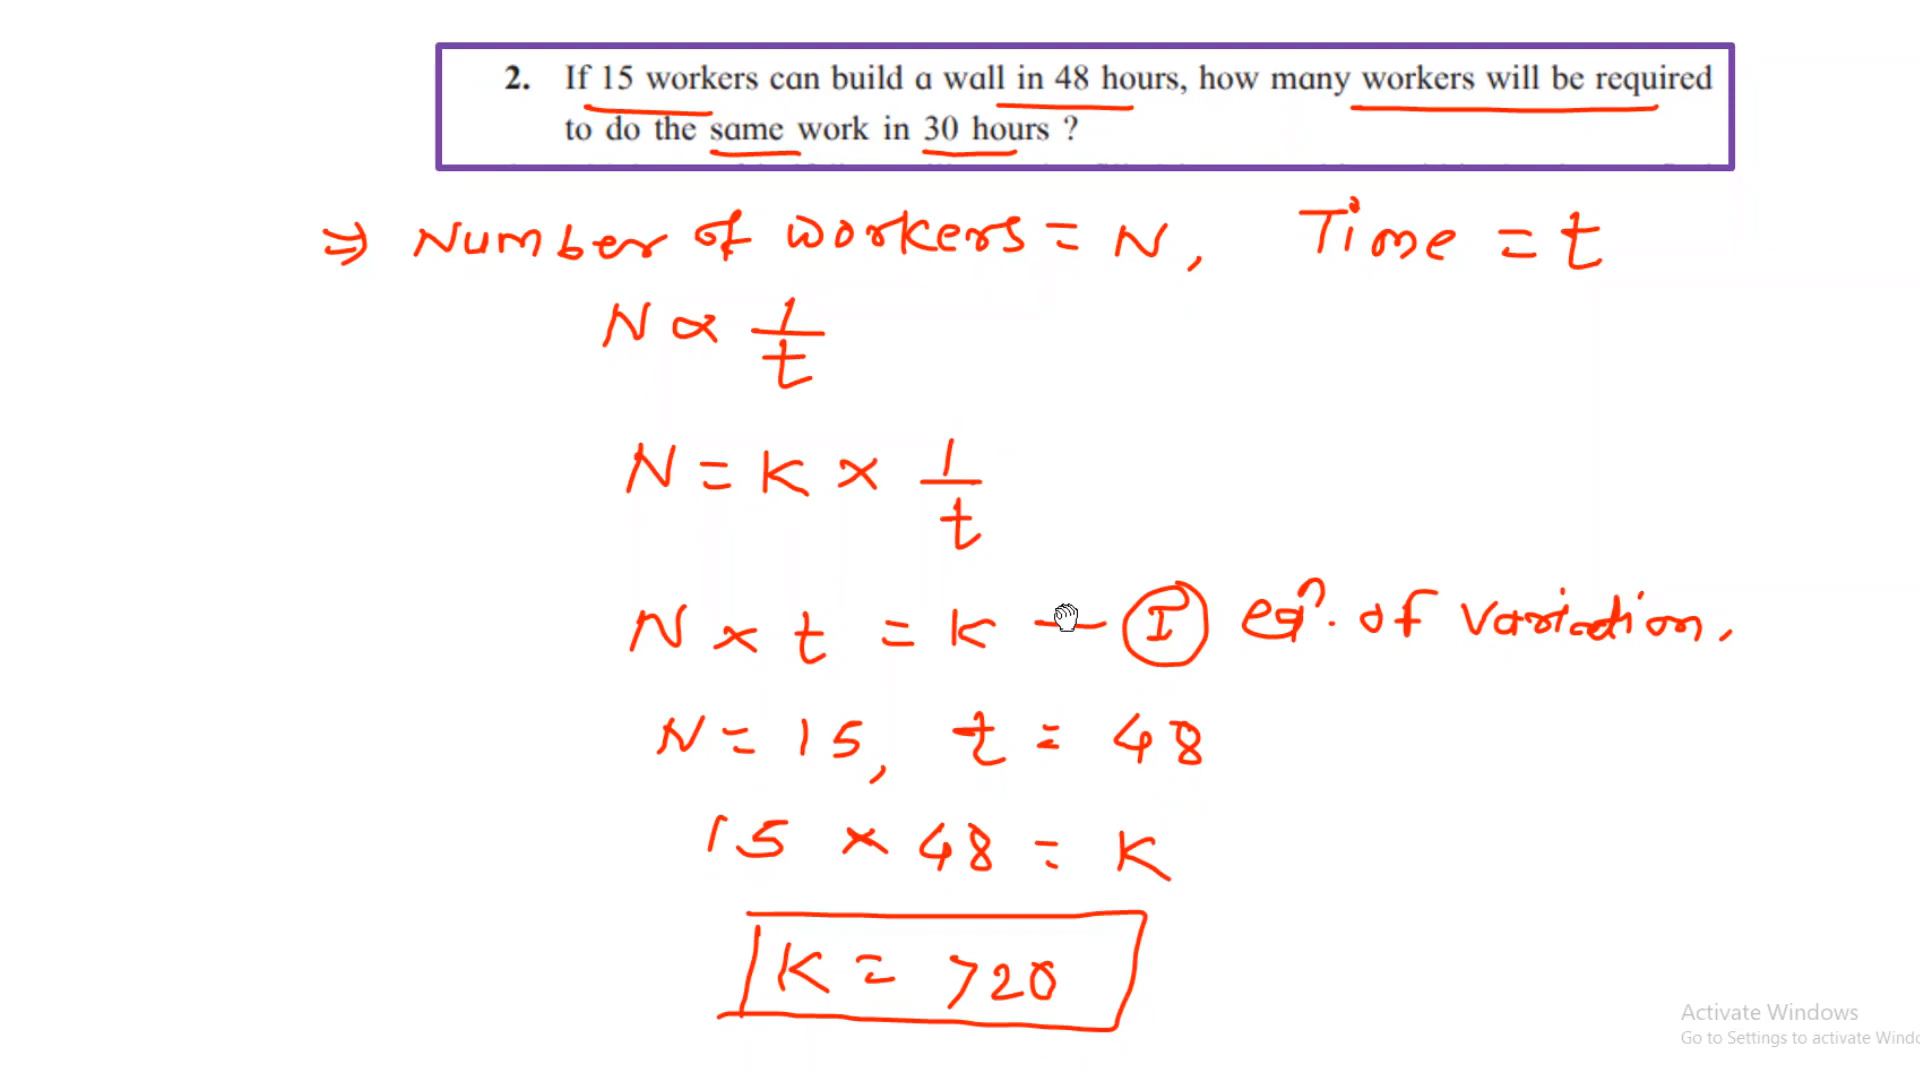 2. If 15 workers can build a wall in 48 hours, how many workers will be required
to do the same work in 30 hours ?
⇒ Number of workers = N, Time = t
N ∝ 1/t
N = K × 1/t
N × t = K — (I) eqn. of variation.
N = 15, t = 48
15 × 48 = K
K = 720
Activate Windows
Go to Settings to activate Windo